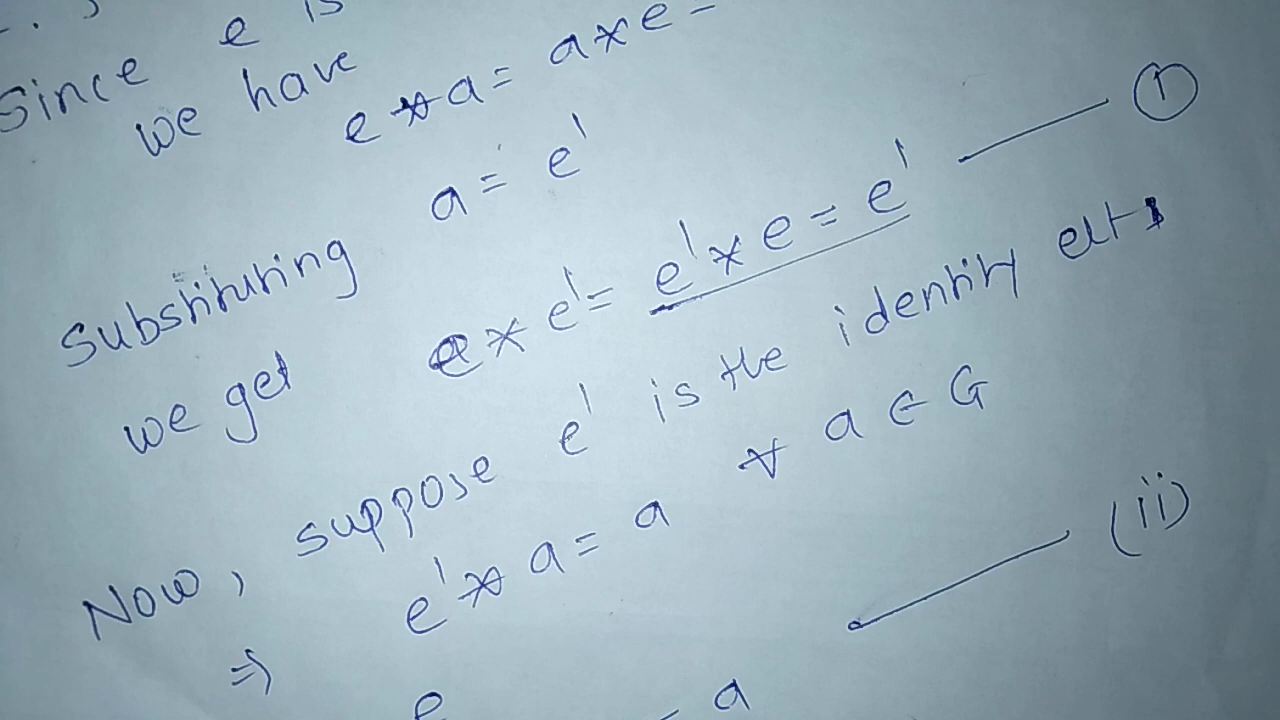 Since e is
we have
e * a = a * e =
a = e'
substituting
we get e * e' = e' * e = e' ①
Now, suppose e' is the identity elt.
⇒ e' * a = a ∀ a ∈ G
(ii)
e = a